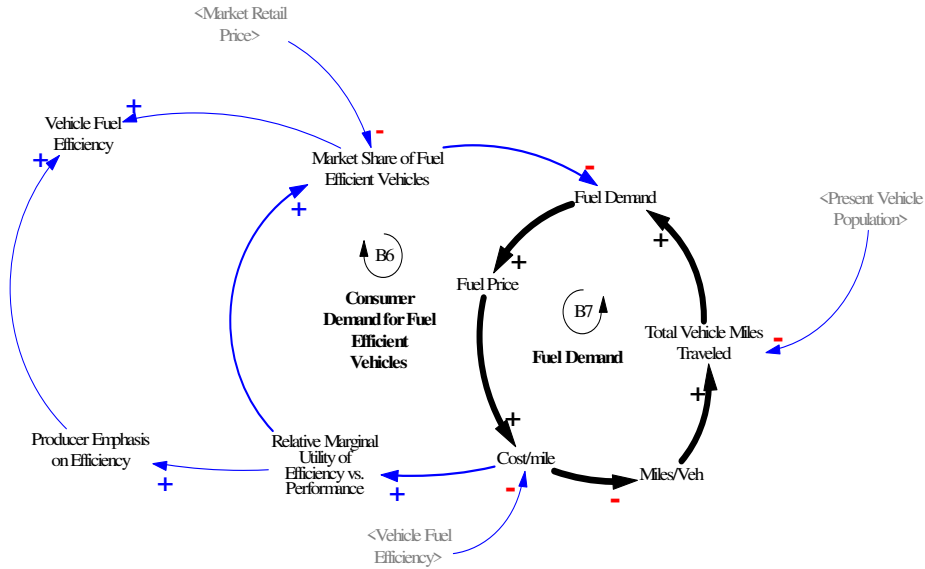 <Market Retail
Price>
+
Vehicle Fuel
Efficiency
+
-
Market Share of Fuel
Efficient Vehicles
+
-
Fuel Demand
+
<Present Vehicle
Population>
B6
Consumer
Demand for Fuel
Efficient
Vehicles
+
Fuel Price
B7
Fuel Demand
-
Total Vehicle Miles
Traveled
+
+
Producer Emphasis
on Efficiency
+
Relative Marginal
Utility of
Efficiency vs.
Performance
+
Cost/mile
-
-
Miles/Veh
<Vehicle Fuel
Efficiency>